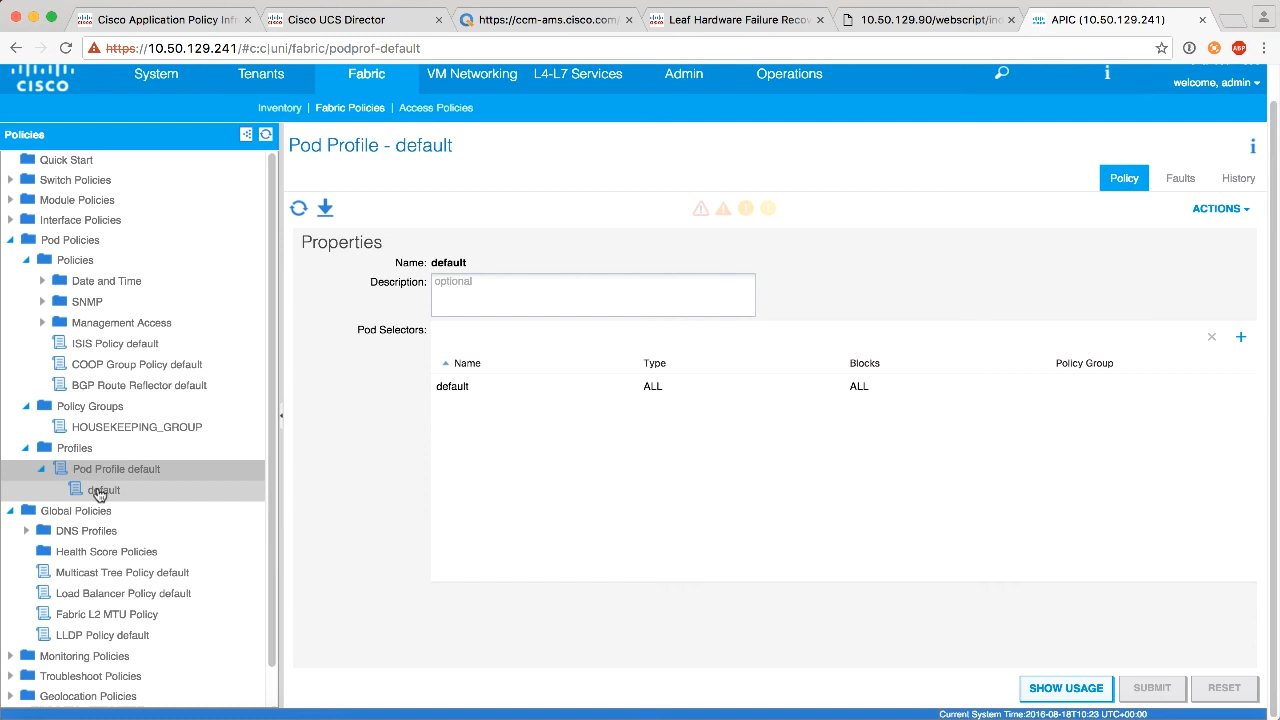 Cisco Application Policy Infr
Cisco UCS Director
https://ccm-ams.cisco.com/
Leaf Hardware Failure - reco
10.50.129.90/webscript/inc
APIC (10.50.129.241)
https://10.50.129.241/#c:c|uni/fabric/podprof-default
ABP
CISCO
System
Tenants
Fabric
VM Networking
L4-L7 Services
Admin
Operations
i
welcome, admin
Inventory | Fabric Policies | Access Policies
Policies
Quick Start
Switch Policies
Module Policies
Interface Policies
Pod Policies
Policies
Date and Time
SNMP
Management Access
ISIS Policy default
COOP Group Policy default
BGP Route Reflector default
Policy Groups
HOUSEKEEPING_GROUP
Profiles
Pod Profile default
default
Global Policies
DNS Profiles
Health Score Policies
Multicast Tree Policy default
Load Balancer Policy default
Fabric L2 MTU Policy
LLDP Policy default
Monitoring Policies
Troubleshoot Policies
Geolocation Policies
Pod Profile - default
i
Policy
Faults
History
ACTIONS
Properties
Name: default
Description: optional
Pod Selectors:
Name
Type
Blocks
Policy Group
default
ALL
ALL
SHOW USAGE
SUBMIT
RESET
Current System Time:2016-08-18T10:23 UTC+00:00